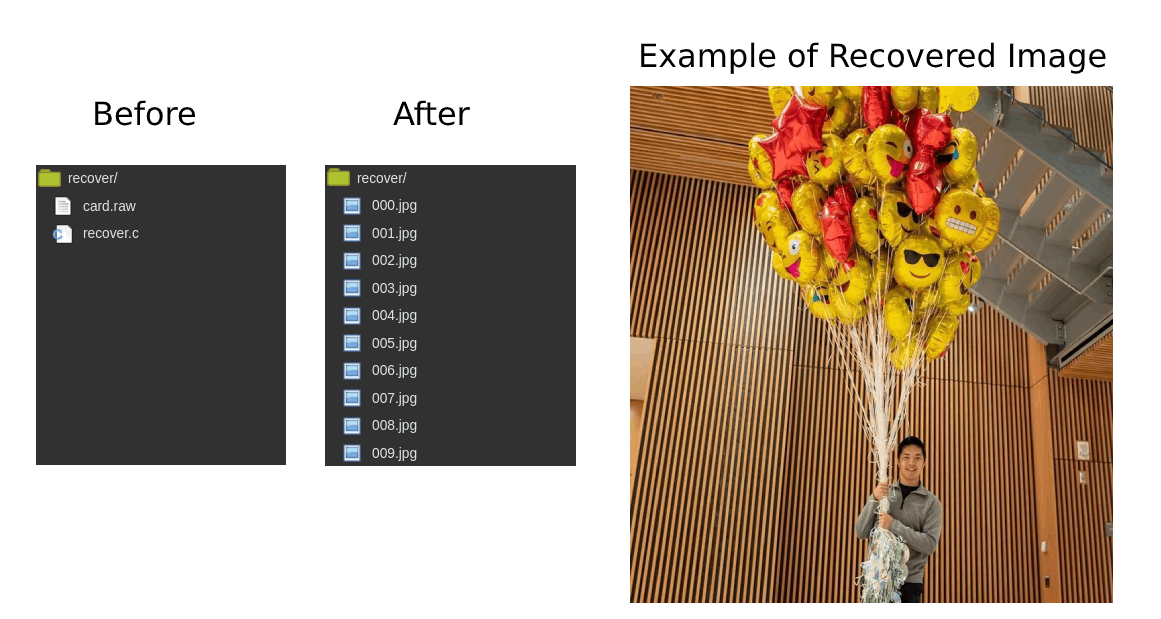 Before
recover/
card.raw
recover.c
After
recover/
000.jpg
001.jpg
002.jpg
003.jpg
004.jpg
005.jpg
006.jpg
007.jpg
008.jpg
009.jpg
Example of Recovered Image